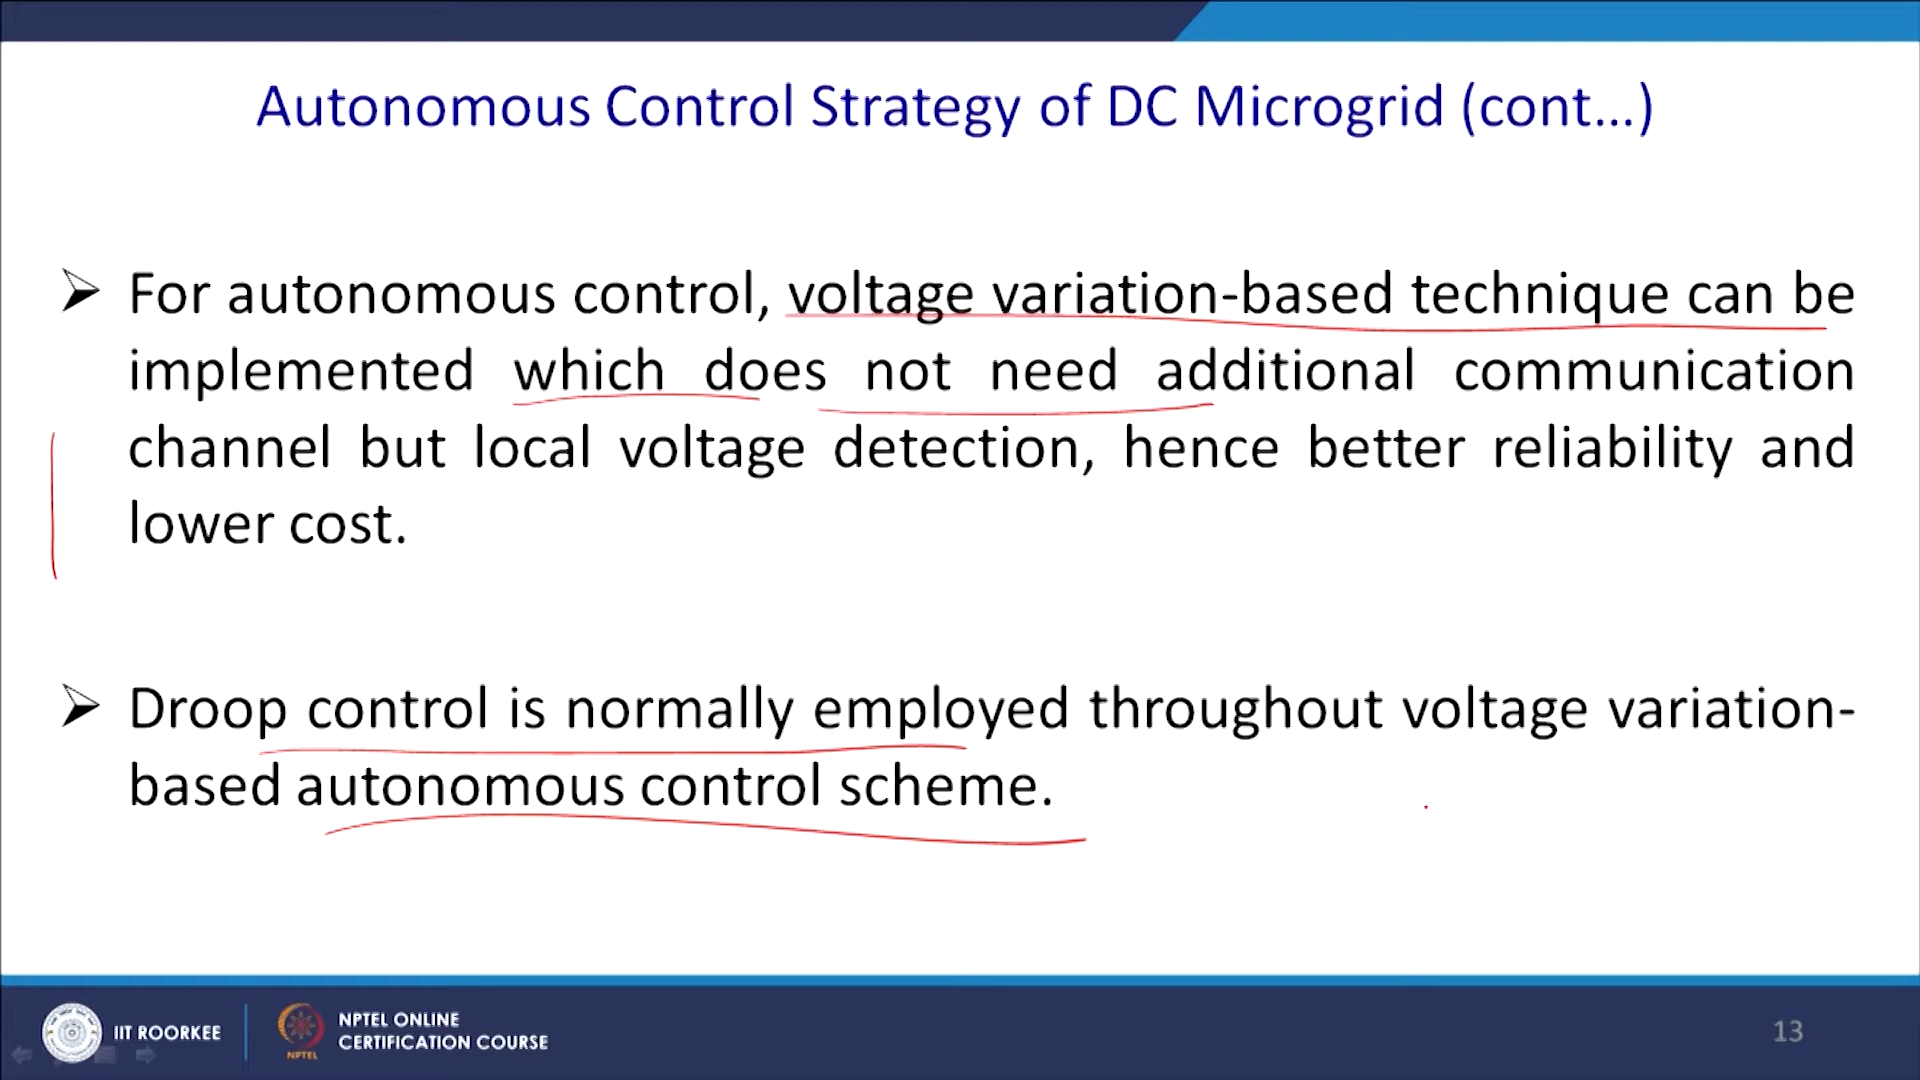 Autonomous Control Strategy of DC Microgrid (cont...)
For autonomous control, voltage variation-based technique can be
implemented which does not need additional communication
channel but local voltage detection, hence better reliability and
lower cost.
Droop control is normally employed throughout voltage variation-
based autonomous control scheme.
IIT ROORKEE
NPTEL
NPTEL ONLINE
CERTIFICATION COURSE
13